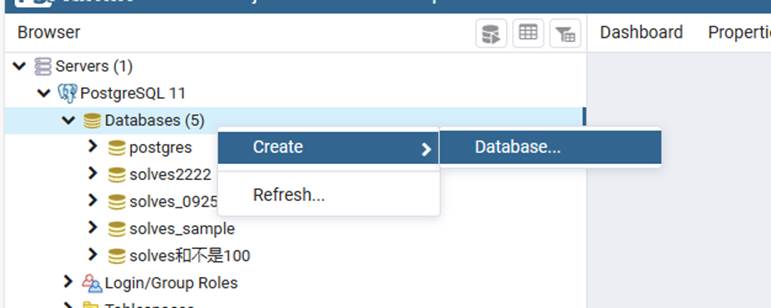 Browser
Dashboard
Properti
Servers (1)
PostgreSQL 11
Databases (5)
postgres
Create
Database...
solves2222
solves_0925
Refresh...
solves_sample
solves和不是100
Login/Group Roles